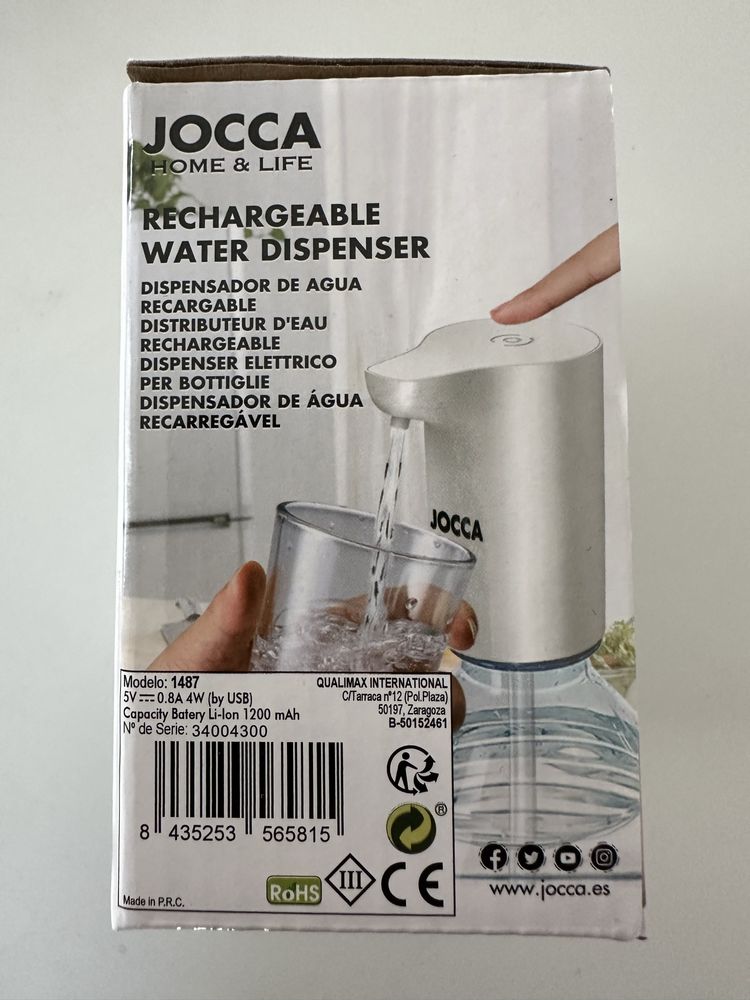 JOCCA
HOME & LIFE
RECHARGEABLE
WATER DISPENSER
DISPENSADOR DE AGUA
RECARGABLE
DISTRIBUTEUR D'EAU
RECHARGEABLE
DISPENSER ELETTRICO
PER BOTTIGLIE
DISPENSADOR DE ÁGUA
RECARREGÁVEL
JOCCA
Modelo: 1487
5V ⎓ 0.8A 4W (by USB)
Capacity Batery Li-Ion 1200 mAh
Nº de Serie: 34004300
QUALIMAX INTERNATIONAL
C/Tarraca nº12 (Pol.Plaza)
50197, Zaragoza
B-50152461
8 435253 565815
®
RoHS
III
CE
Made in P.R.C.
www.jocca.es